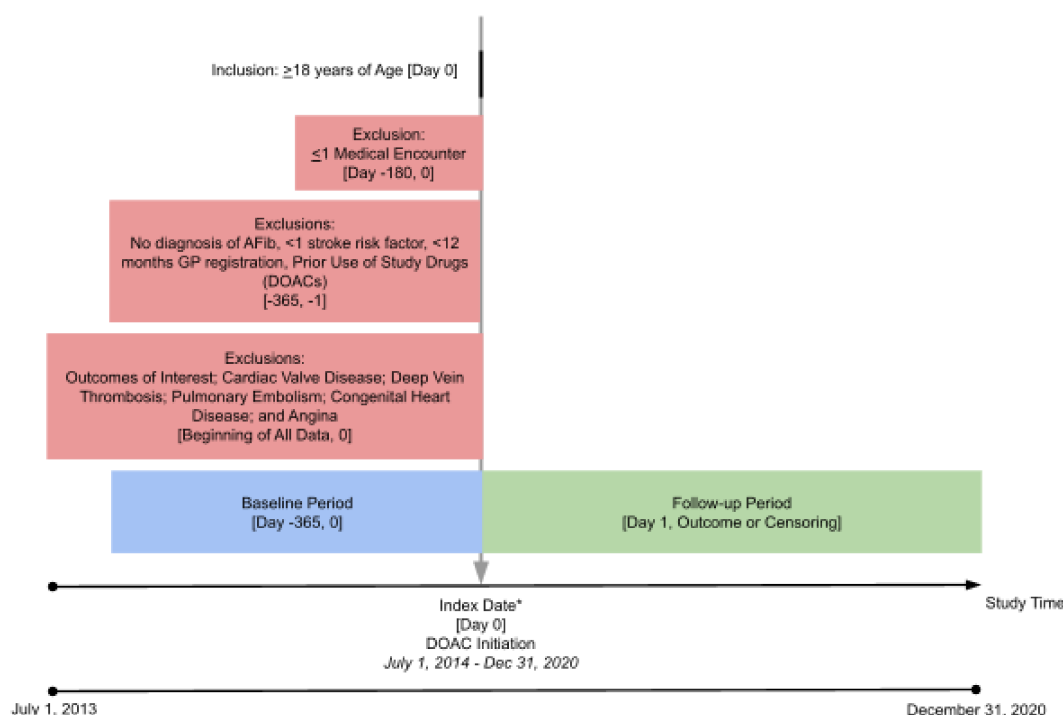 Inclusion: ≥18 years of Age [Day 0]
Exclusion:
≤1 Medical Encounter
[Day -180, 0]
Exclusions:
No diagnosis of AFib, <1 stroke risk factor, <12
months GP registration, Prior Use of Study Drugs
(DOACs)
[-365, -1]
Exclusions:
Outcomes of Interest; Cardiac Valve Disease; Deep Vein
Thrombosis; Pulmonary Embolism; Congenital Heart
Disease; and Angina
[Beginning of All Data, 0]
Baseline Period
[Day -365, 0]
Follow-up Period
[Day 1, Outcome or Censoring]
Study Time
Index Date*
[Day 0]
DOAC Initiation
July 1, 2014 - Dec 31, 2020
July 1, 2013
December 31, 2020